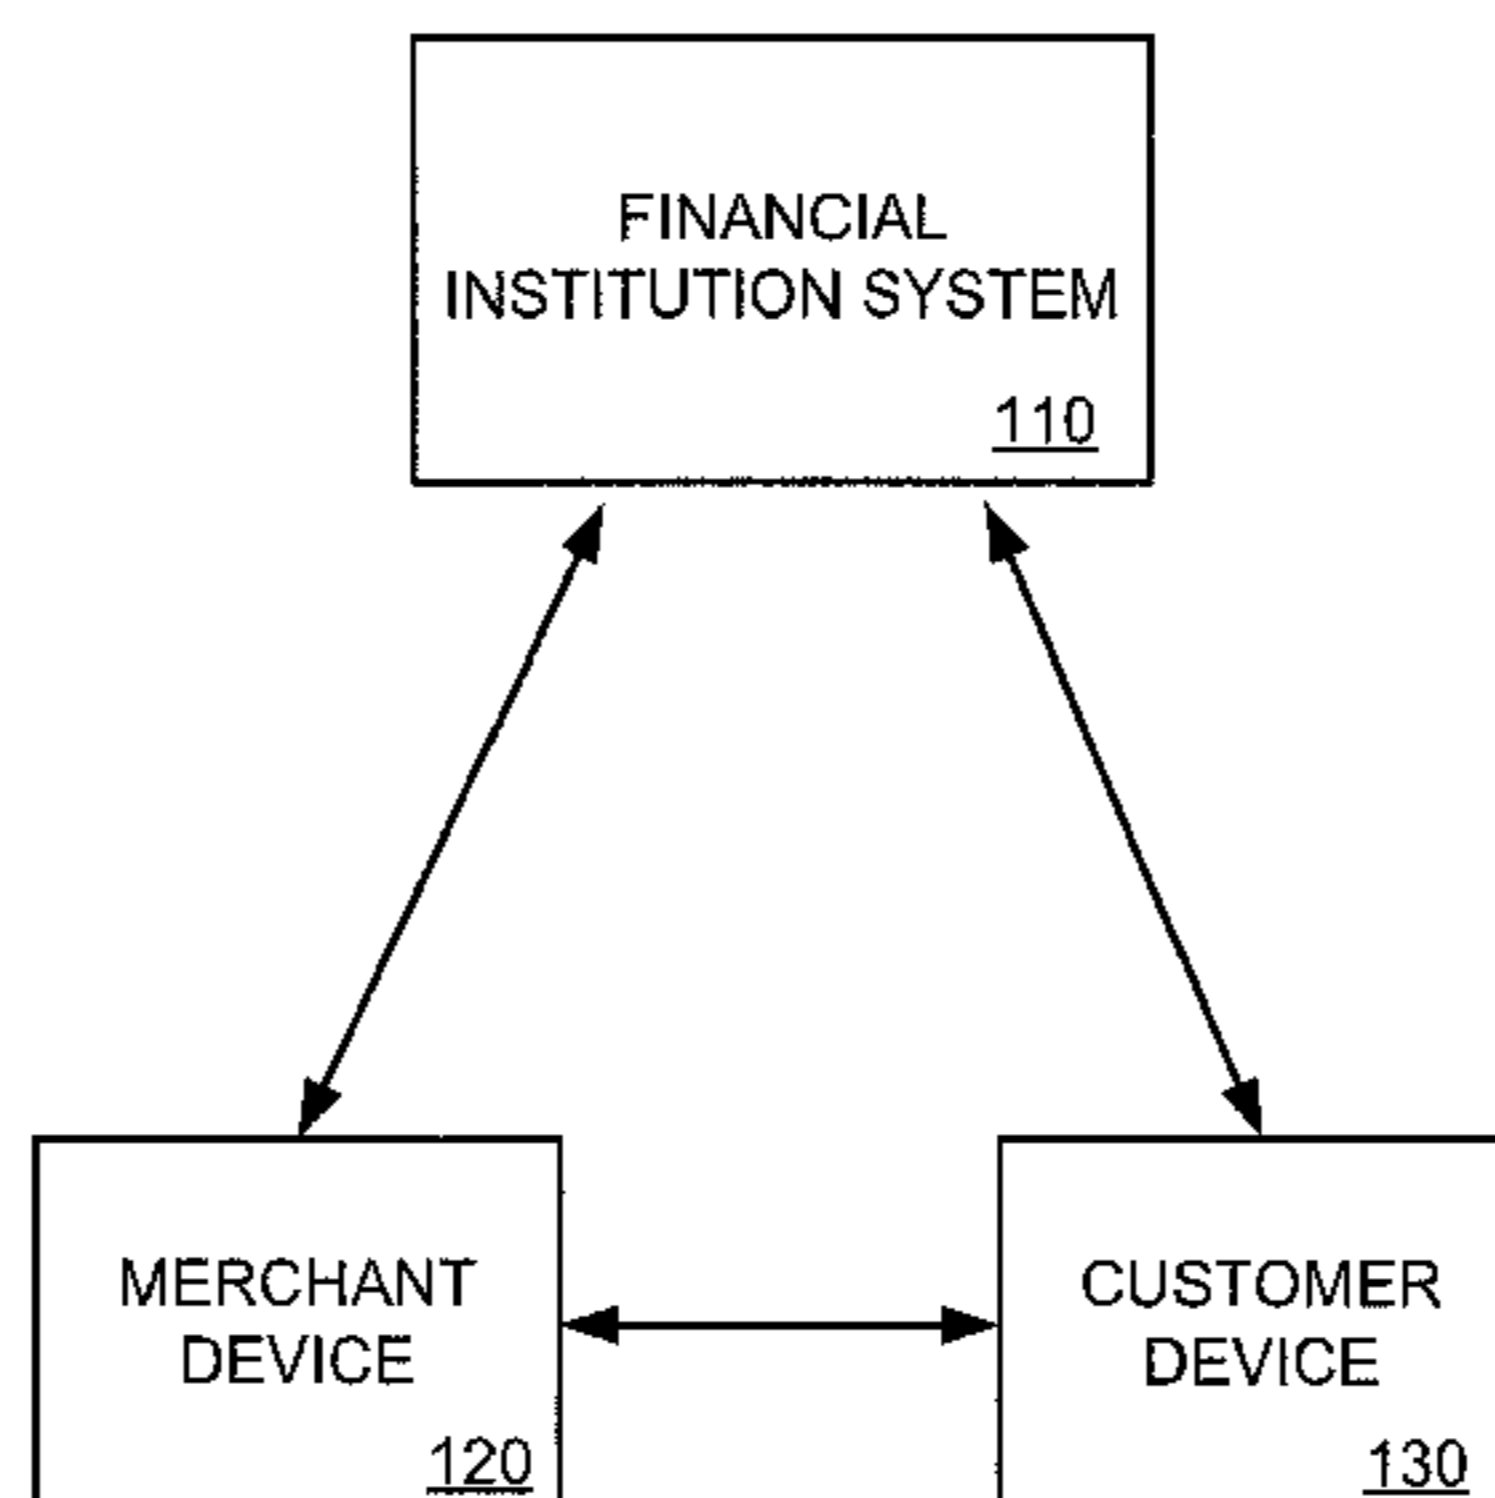 FINANCIAL
INSTITUTION SYSTEM
110
MERCHANT
DEVICE
120
CUSTOMER
DEVICE
130